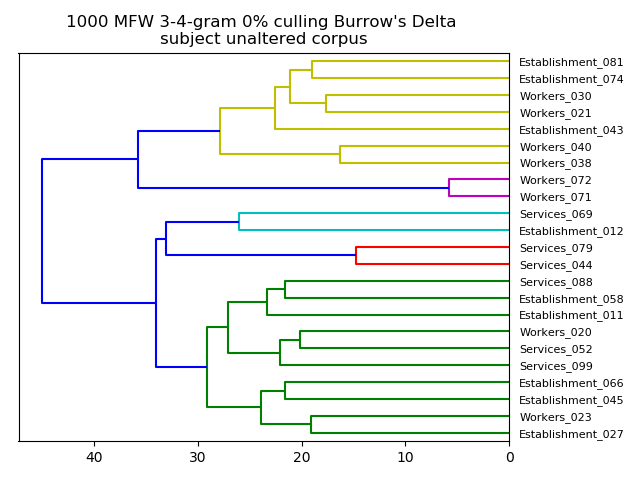 1000 MFW 3-4-gram 0% culling Burrow's Delta
subject unaltered corpus
Establishment_081
Establishment_074
Workers_030
Workers_021
Establishment_043
Workers_040
Workers_038
Workers_072
Workers_071
Services_069
Establishment_012
Services_079
Services_044
Services_088
Establishment_058
Establishment_011
Workers_020
Services_052
Services_099
Establishment_066
Establishment_045
Workers_023
Establishment_027
40 30 20 10 0